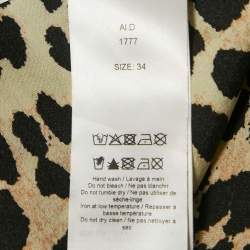 AI D
1777
SIZE: 34
Hand wash / Lavage à main
Do not bleach / Ne pas blanchir
Do not tumble dry / Ne pas utiliser de
sèche-linge
Iron at low temperature / Repasser à
basse température
Do not dry clean / Ne pas nettoyer à
sec